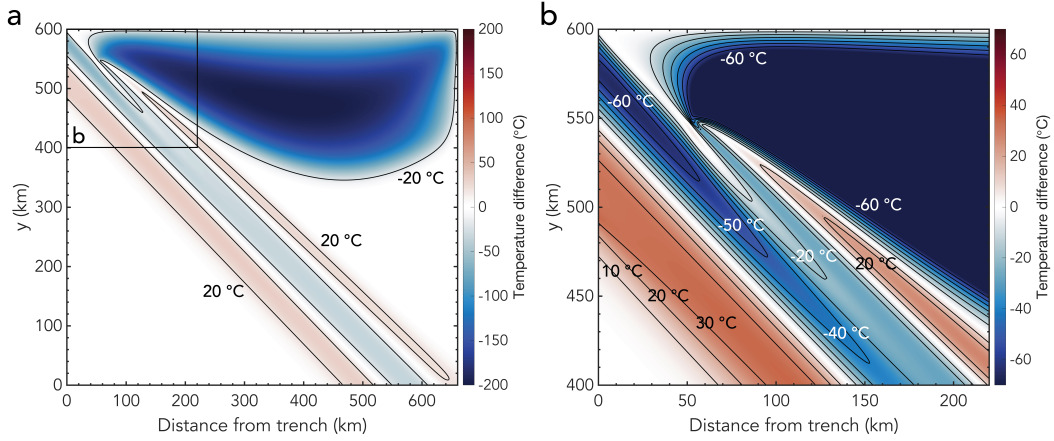 a
600
500
400
300
200
100
0
y (km)
0 100 200 300 400 500 600
Distance from trench (km)
b
-20 °C
20 °C
20 °C
200
150
100
50
0
-50
-100
-150
-200
Temperature difference (°C)
b
600
550
500
450
400
y (km)
0 50 100 150 200
Distance from trench (km)
-60 °C
-60 °C
-60 °C
-50 °C
-20 °C
20 °C
10 °C
20 °C
30 °C
-40 °C
60
40
20
0
-20
-40
-60
Temperature difference (°C)